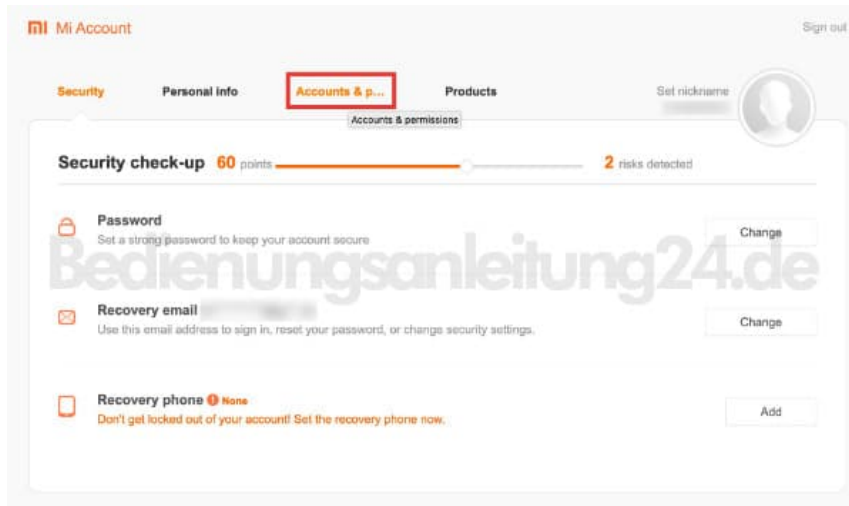 Mi Account
Sign out
Security Personal info Accounts & p... Products
Set nickname
Accounts & permissions
Security check-up 60 points 2 risks detected
Password
Set a strong password to keep your account secure
Change
Bedienungsanleitung24.de
Recovery email
Use this email address to sign in, reset your password, or change security settings.
Change
Recovery phone None
Don't get locked out of your account! Set the recovery phone now.
Add